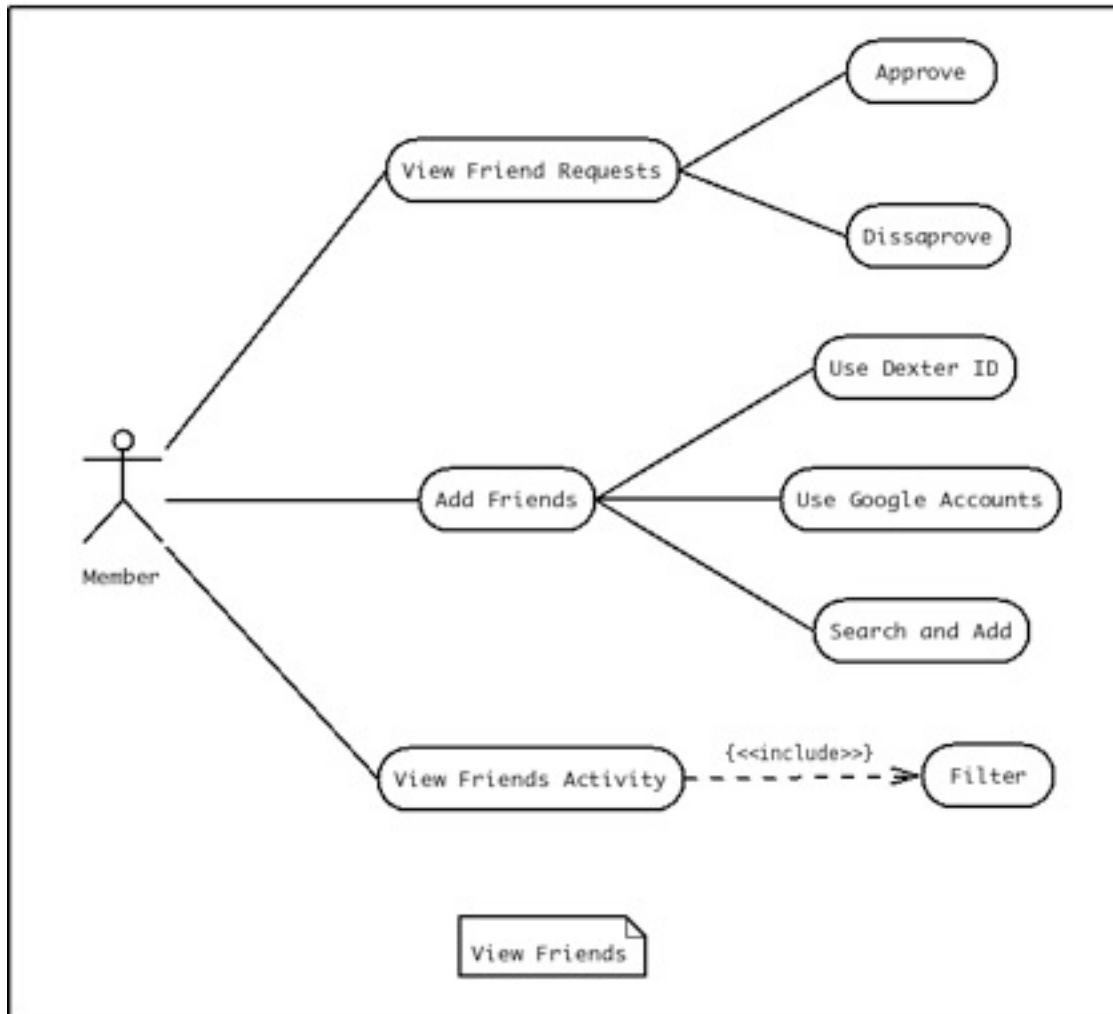 Approve
View Friend Requests
Dissaprove
Use Dexter ID
Member
Add Friends
Use Google Accounts
Search and Add
View Friends Activity
{<<include>>}
Filter
View Friends